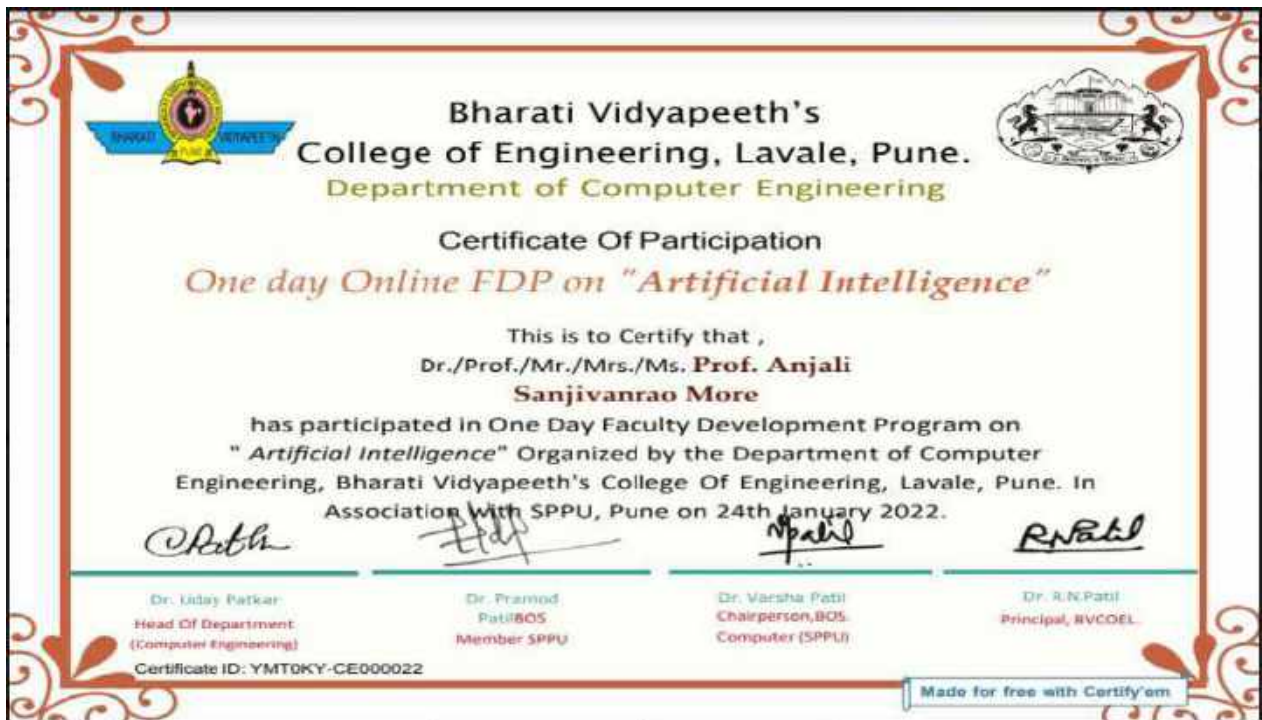 BHARATI VIDYAPEETH
PUNE
Bharati Vidyapeeth's
College of Engineering, Lavale, Pune.
Department of Computer Engineering
Certificate Of Participation
One day Online FDP on "Artificial Intelligence"
This is to Certify that ,
Dr./Prof./Mr./Mrs./Ms. Prof. Anjali
Sanjivanrao More
has participated in One Day Faculty Development Program on
" Artificial Intelligence" Organized by the Department of Computer
Engineering, Bharati Vidyapeeth's College Of Engineering, Lavale, Pune. In
Association With SPPU, Pune on 24th January 2022.
Dr. Uday Patkar
Head Of Department
(Computer Engineering)
Dr. Pramod
PatilBOS
Member SPPU
Dr. Varsha Patil
Chairperson,BOS.
Computer (SPPU)
Dr. R.N.Patil
Principal, BVCOEL.
Certificate ID: YMT0KY-CE000022
Made for free with Certify'em